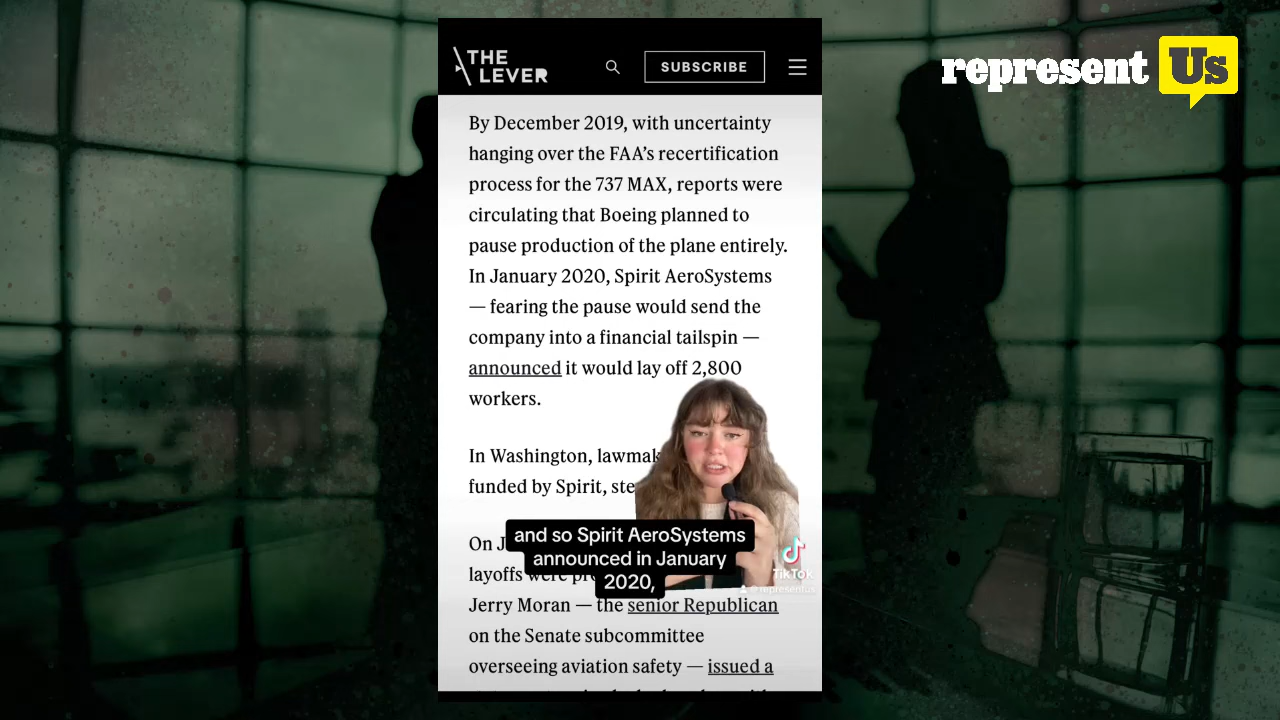 represent Us
THE
LEVER
SUBSCRIBE
By December 2019, with uncertainty
hanging over the FAA’s recertification
process for the 737 MAX, reports were
circulating that Boeing planned to
pause production of the plane entirely.
In January 2020, Spirit AeroSystems
— fearing the pause would send the
company into a financial tailspin —
announced it would lay off 2,800
workers.
In Washington,
funded by Spirit,
On
layoffs were
Jerry Moran — the senior Republican
on the Senate subcommittee
overseeing aviation safety — issued a
and so Spirit AeroSystems
announced in January
2020,
TikTok
@ representus